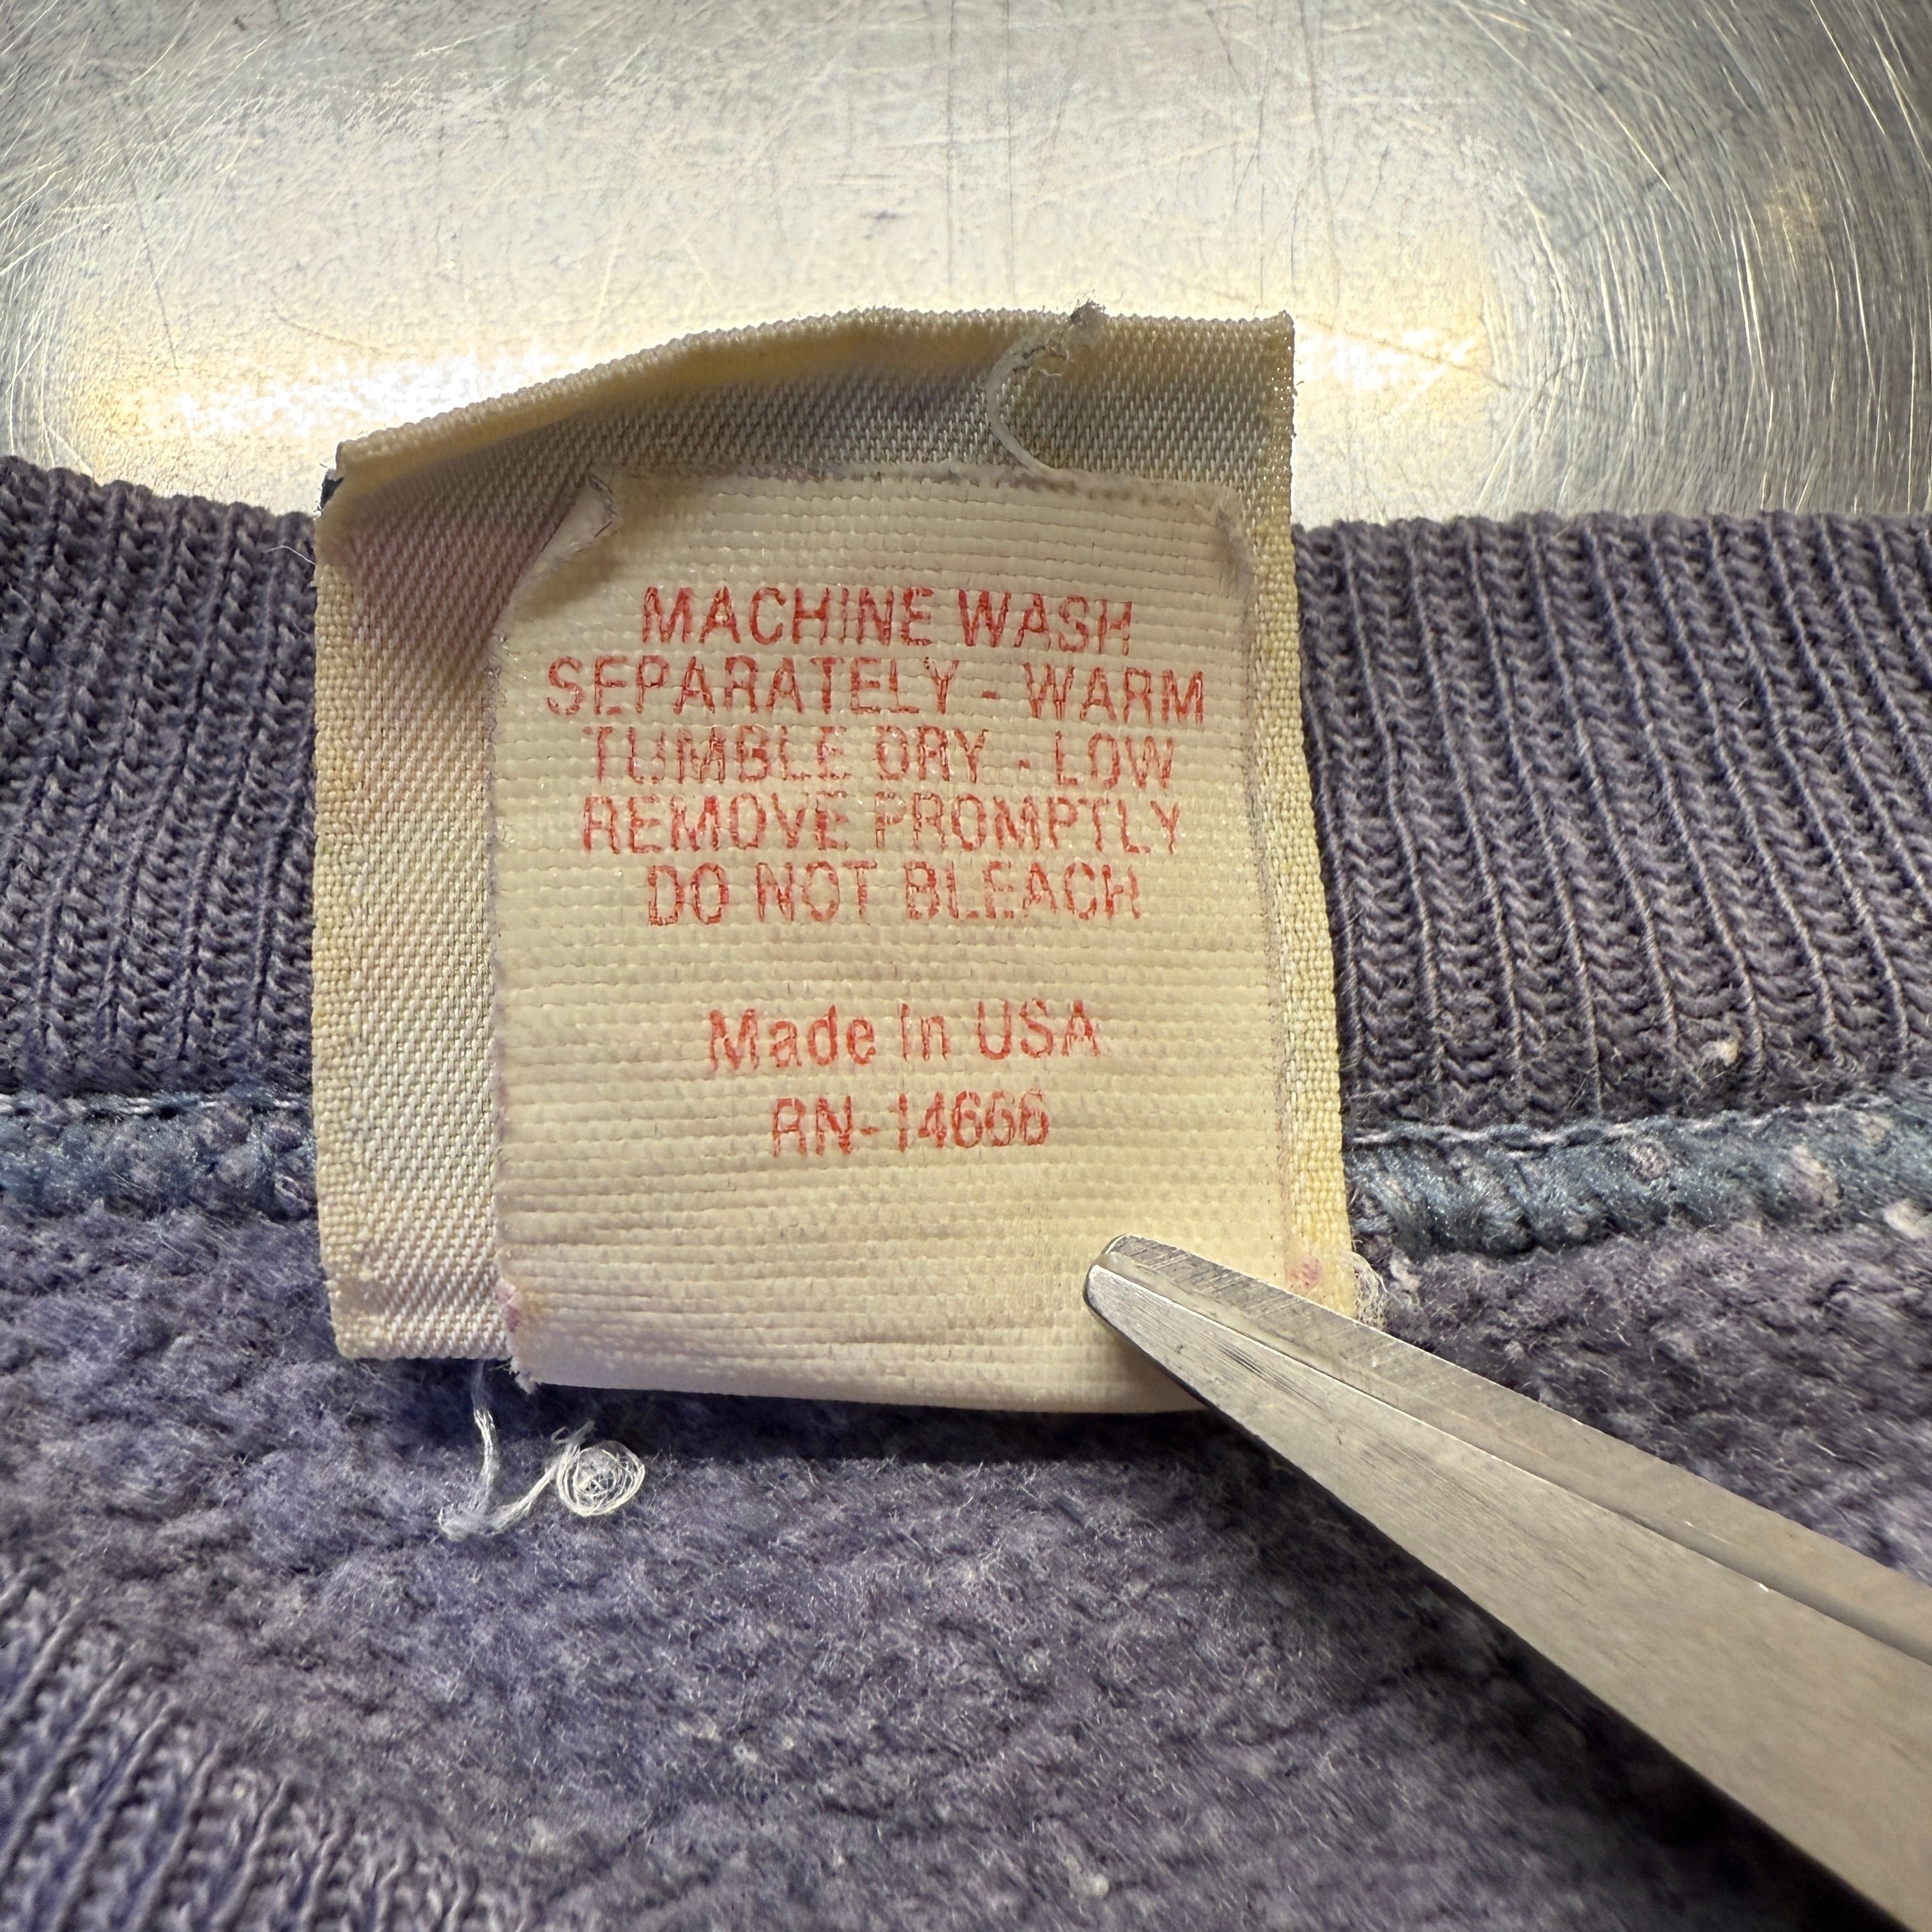 MACHINE WASH
SEPARATELY - WARM
TUMBLE DRY - LOW
REMOVE PROMPTLY
DO NOT BLEACH
Made In USA
RN-14666